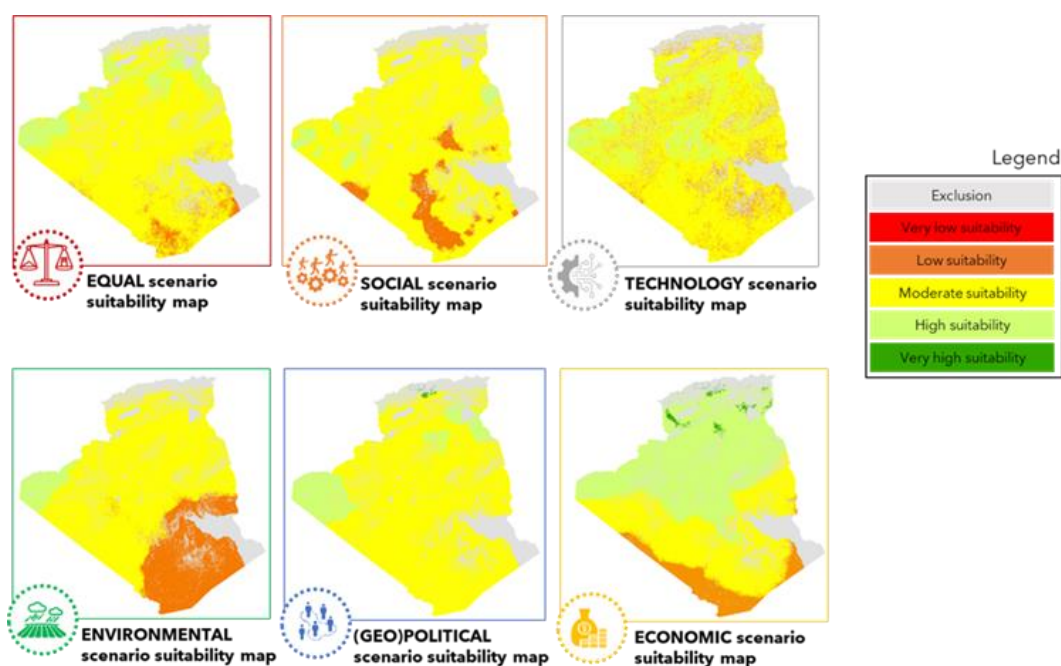 Legend
Exclusion
Very low suitability
Low suitability
Moderate suitability
High suitability
Very high suitability
EQUAL scenario
suitability map
SOCIAL scenario
suitability map
TECHNOLOGY scenario
suitability map
ENVIRONMENTAL
scenario suitability map
(GEO)POLITICAL
scenario suitability map
ECONOMIC scenario
suitability map